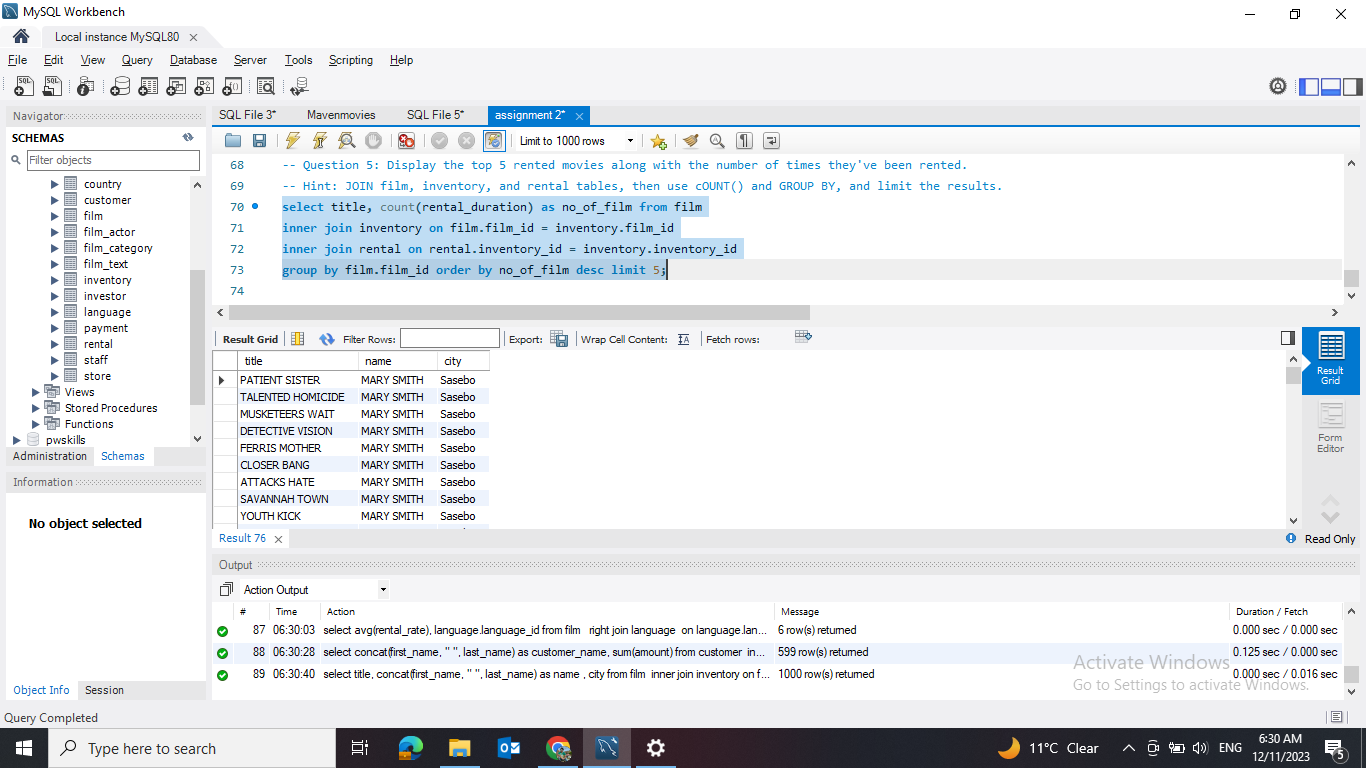 MySQL Workbench
Local instance MySQL80
File Edit View Query Database Server Tools Scripting Help
Navigator
SCHEMAS
Filter objects
country
customer
film
film_actor
film_category
film_text
inventory
investor
language
payment
rental
staff
store
Views
Stored Procedures
Functions
pwskills
Administration Schemas
Information
No object selected
Object Info Session
SQL File 3* Mavenmovies SQL File 5* assignment 2*
Limit to 1000 rows
68 -- Question 5: Display the top 5 rented movies along with the number of times they've been rented.
69 -- Hint: JOIN film, inventory, and rental tables, then use cOUNT() and GROUP BY, and limit the results.
70 select title, count(rental_duration) as no_of_film from film
71 inner join inventory on film.film_id = inventory.film_id
72 inner join rental on rental.inventory_id = inventory.inventory_id
73 group by film.film_id order by no_of_film desc limit 5;
74
Result Grid Filter Rows: Export: Wrap Cell Content: Fetch rows:
title name city
PATIENT SISTER MARY SMITH Sasebo
TALENTED HOMICIDE MARY SMITH Sasebo
MUSKETEERS WAIT MARY SMITH Sasebo
DETECTIVE VISION MARY SMITH Sasebo
FERRIS MOTHER MARY SMITH Sasebo
CLOSER BANG MARY SMITH Sasebo
ATTACKS HATE MARY SMITH Sasebo
SAVANNAH TOWN MARY SMITH Sasebo
YOUTH KICK MARY SMITH Sasebo
Result Grid
Form Editor
Result 76
Read Only
Output
Action Output
# Time Action Message Duration / Fetch
87 06:30:03 select avg(rental_rate), language.language_id from film right join language on language.lan... 6 row(s) returned 0.000 sec / 0.000 sec
88 06:30:28 select concat(first_name, " ", last_name) as customer_name, sum(amount) from customer in... 599 row(s) returned 0.125 sec / 0.000 sec
89 06:30:40 select title, concat(first_name, " ", last_name) as name , city from film inner join inventory on f... 1000 row(s) returned 0.000 sec / 0.016 sec
Activate Windows
Go to Settings to activate Windows.
Query Completed
Type here to search
11°C Clear
ENG
6:30 AM
12/11/2023
5